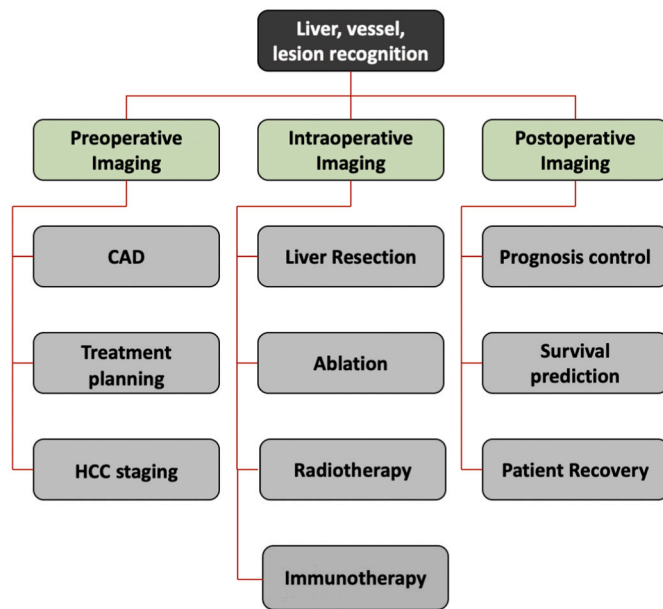 Liver, vessel,
lesion recognition
Preoperative
Imaging
Intraoperative
Imaging
Postoperative
Imaging
CAD
Liver Resection
Prognosis control
Treatment
planning
Ablation
Survival
prediction
HCC staging
Radiotherapy
Patient Recovery
Immunotherapy